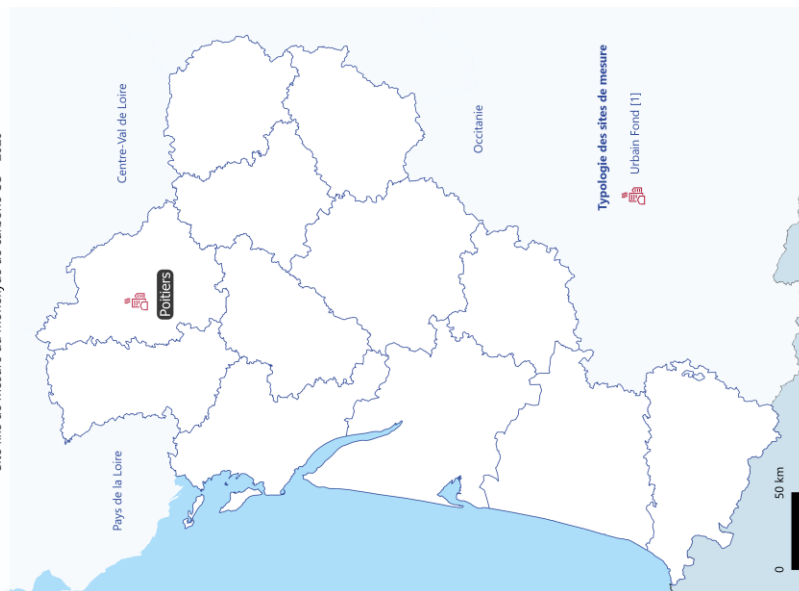 Pays de la Loire
Centre-Val de Loire
Poitiers
Occitanie
Typologie des sites de mesure
Urbain Fond [1]
0 50 km